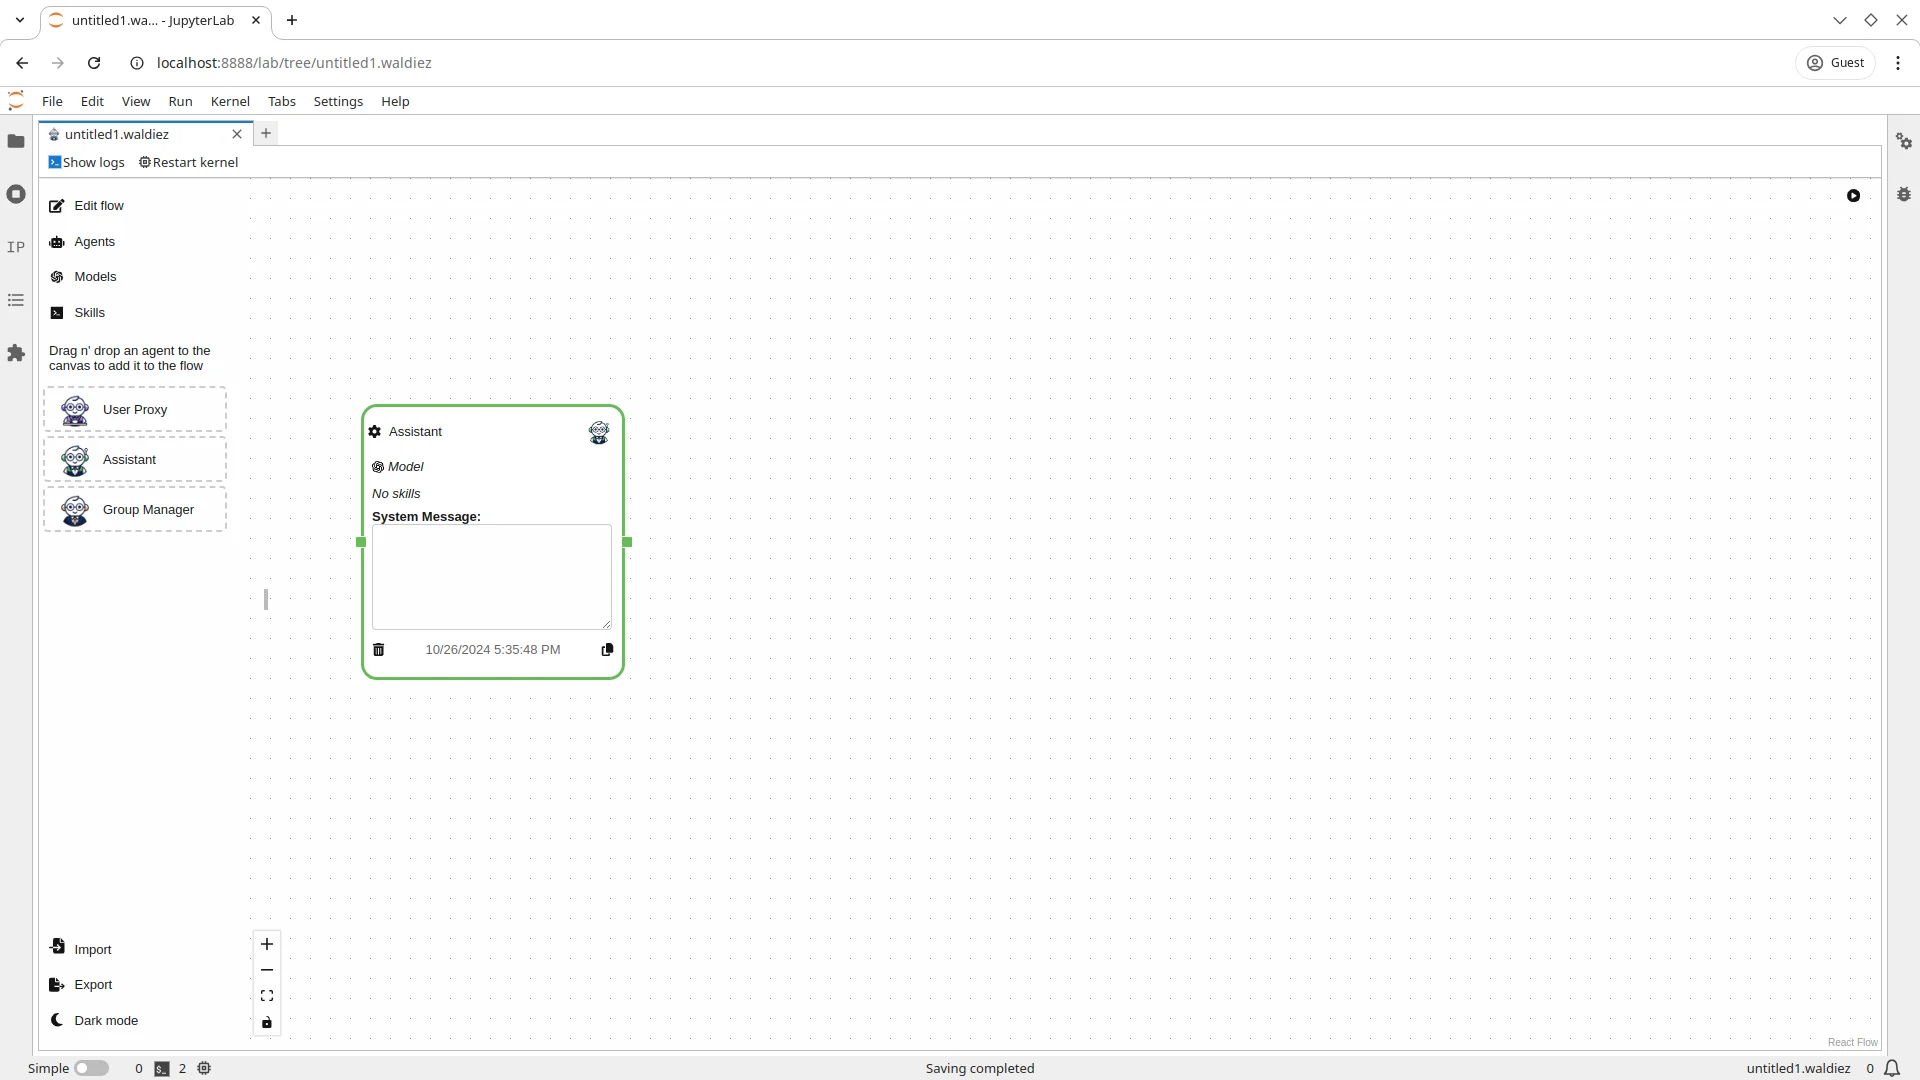 untitled1.wa... - JupyterLab
localhost:8888/lab/tree/untitled1.waldiez
Guest
File Edit View Run Kernel Tabs Settings Help
untitled1.waldiez
Show logs Restart kernel
Edit flow
Agents
IP
Models
Skills
Drag n' drop an agent to the
canvas to add it to the flow
User Proxy
Assistant
Group Manager
Assistant
Model
No skills
System Message:
10/26/2024 5:35:48 PM
Import
Export
Dark mode
React Flow
Simple 0 $_ 2 Saving completed untitled1.waldiez 0